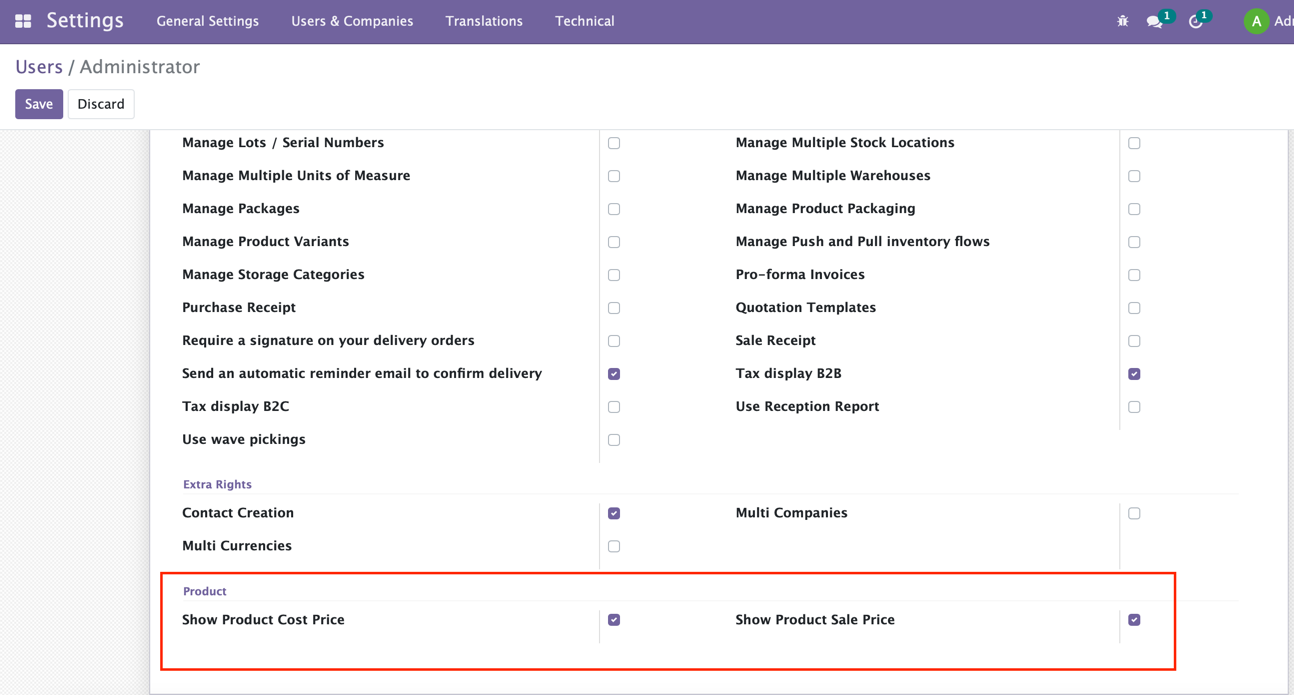 Settings General Settings Users & Companies Translations Technical 1 1 A Adr
Users / Administrator
Save Discard
Manage Lots / Serial Numbers Manage Multiple Stock Locations
Manage Multiple Units of Measure Manage Multiple Warehouses
Manage Packages Manage Product Packaging
Manage Product Variants Manage Push and Pull inventory flows
Manage Storage Categories Pro-forma Invoices
Purchase Receipt Quotation Templates
Require a signature on your delivery orders Sale Receipt
Send an automatic reminder email to confirm delivery Tax display B2B
Tax display B2C Use Reception Report
Use wave pickings
Extra Rights
Contact Creation Multi Companies
Multi Currencies
Product
Show Product Cost Price Show Product Sale Price